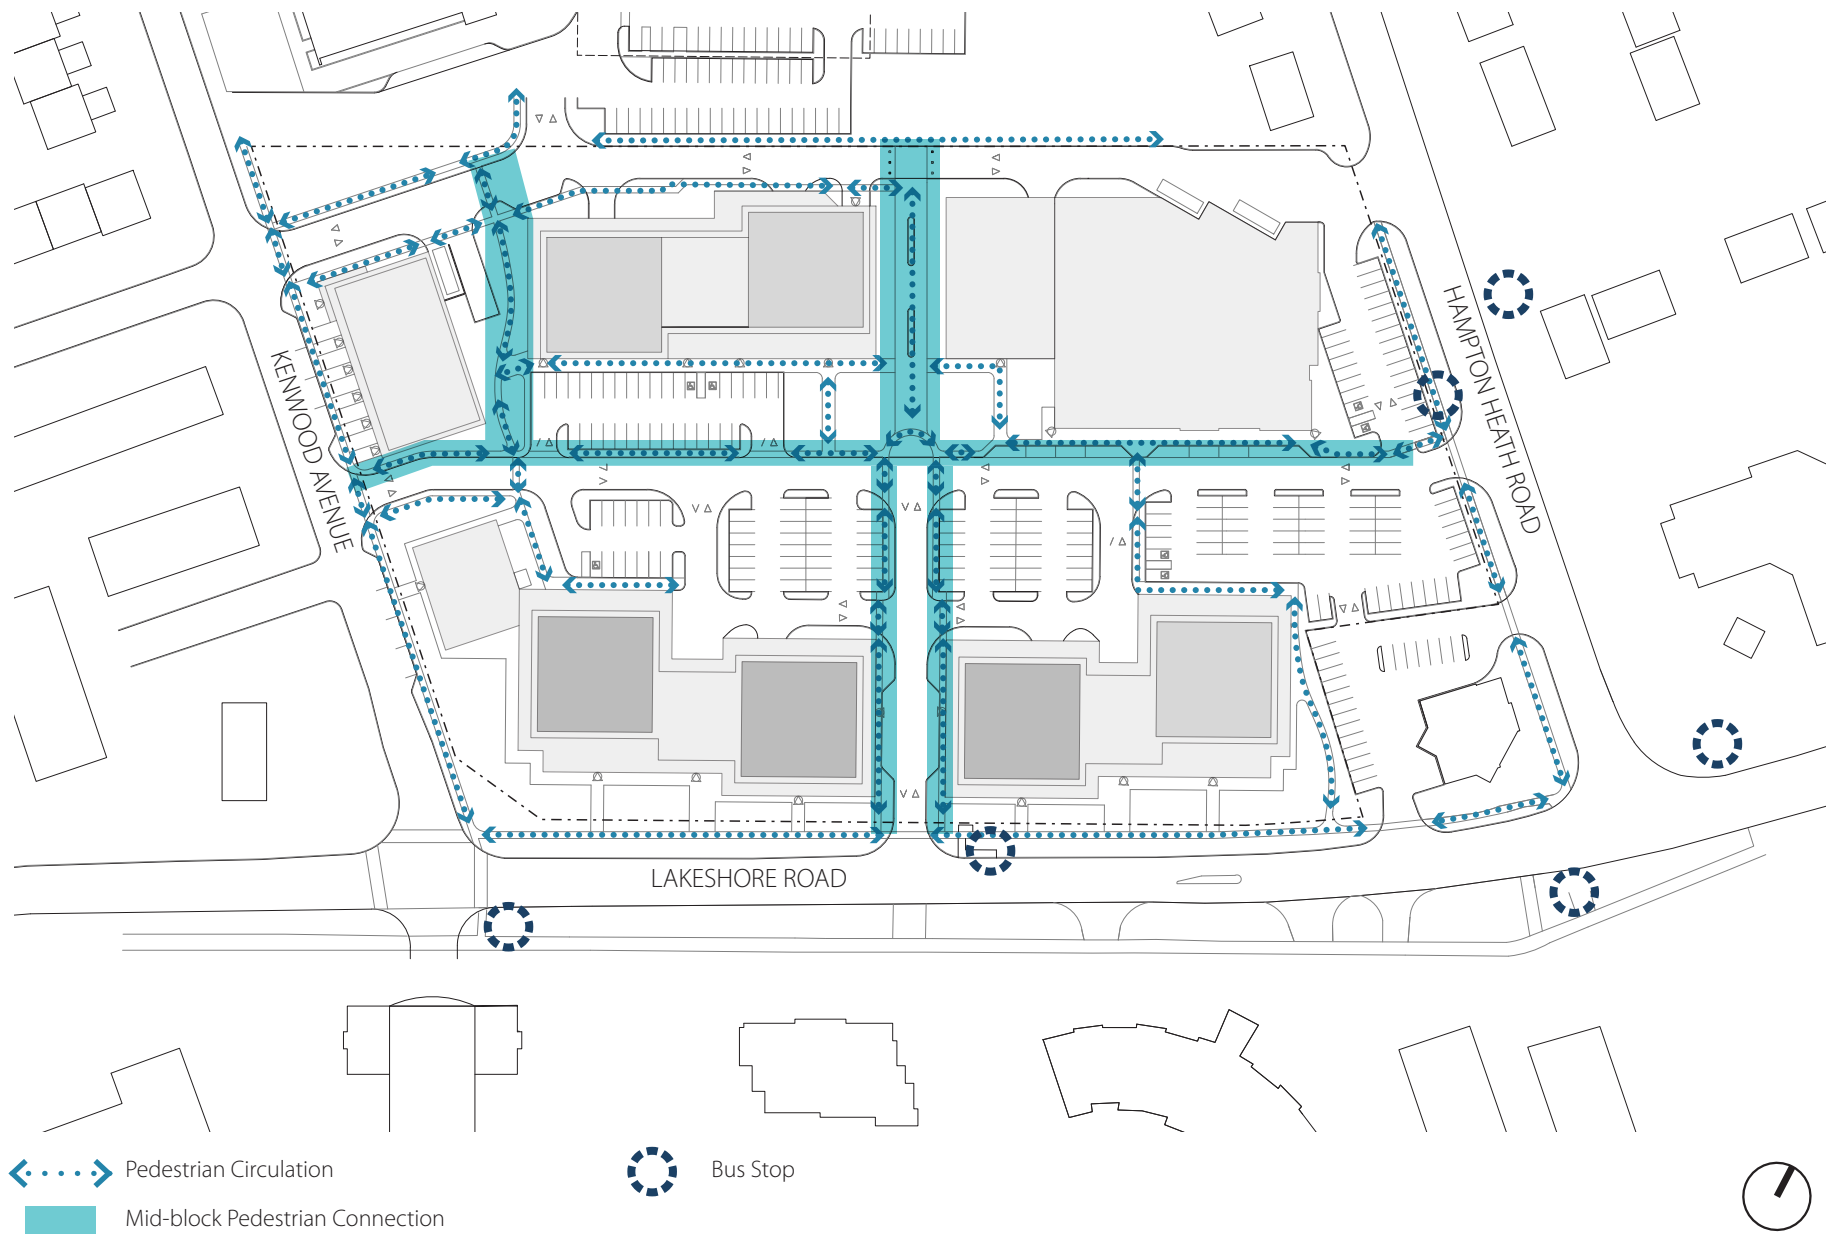 KENWOOD AVENUE
HAMPTON HEATH ROAD
LAKESHORE ROAD
Pedestrian Circulation
Bus Stop
Mid-block Pedestrian Connection